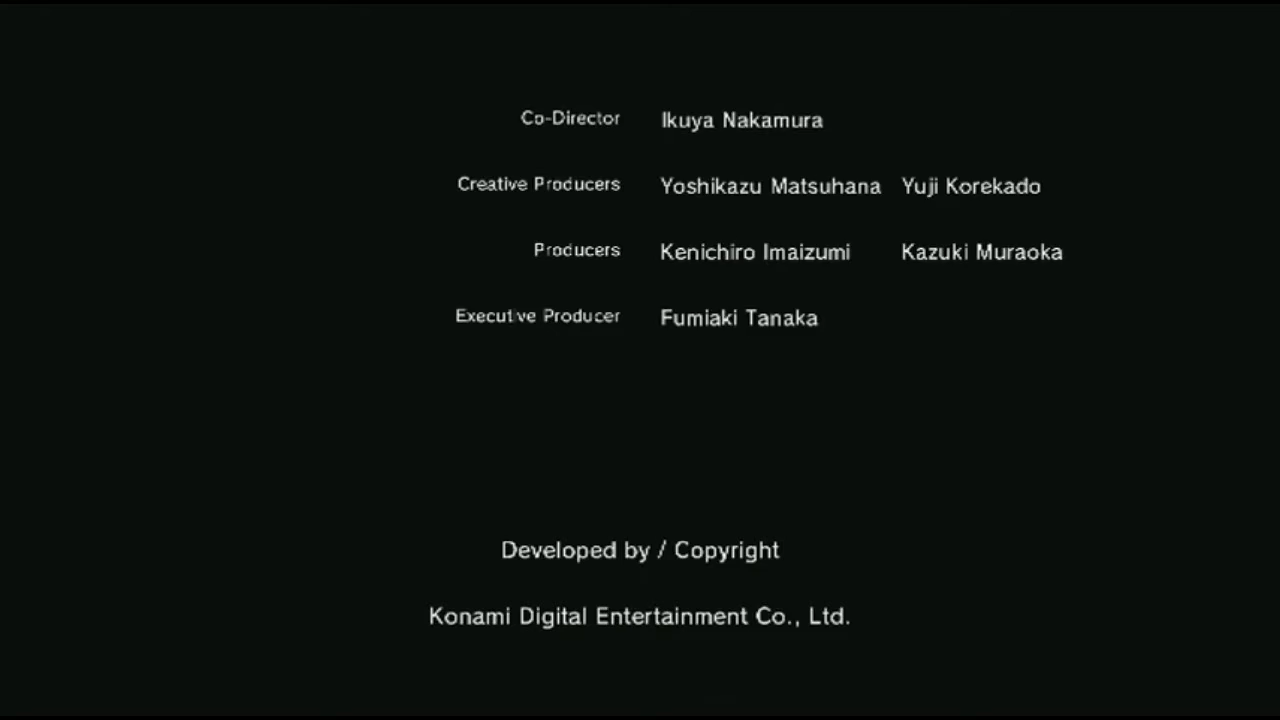 Co-Director Ikuya Nakamura
Creative Producers Yoshikazu Matsuhana Yuji Korekado
Producers Kenichiro Imaizumi Kazuki Muraoka
Executive Producer Fumiaki Tanaka
Developed by / Copyright
Konami Digital Entertainment Co., Ltd.